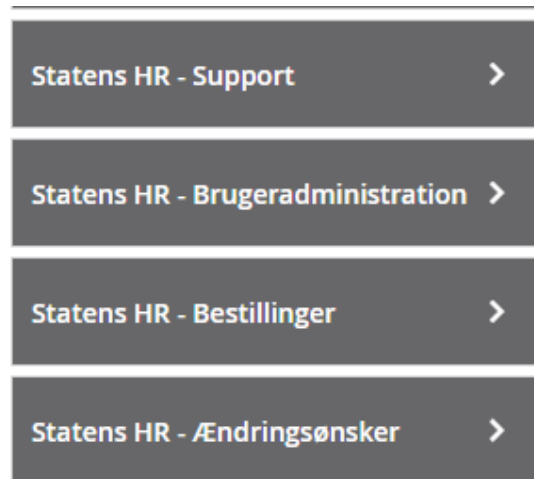 Statens HR - Support
Statens HR - Brugeradministration
Statens HR - Bestillinger
Statens HR - Ændringsønsker